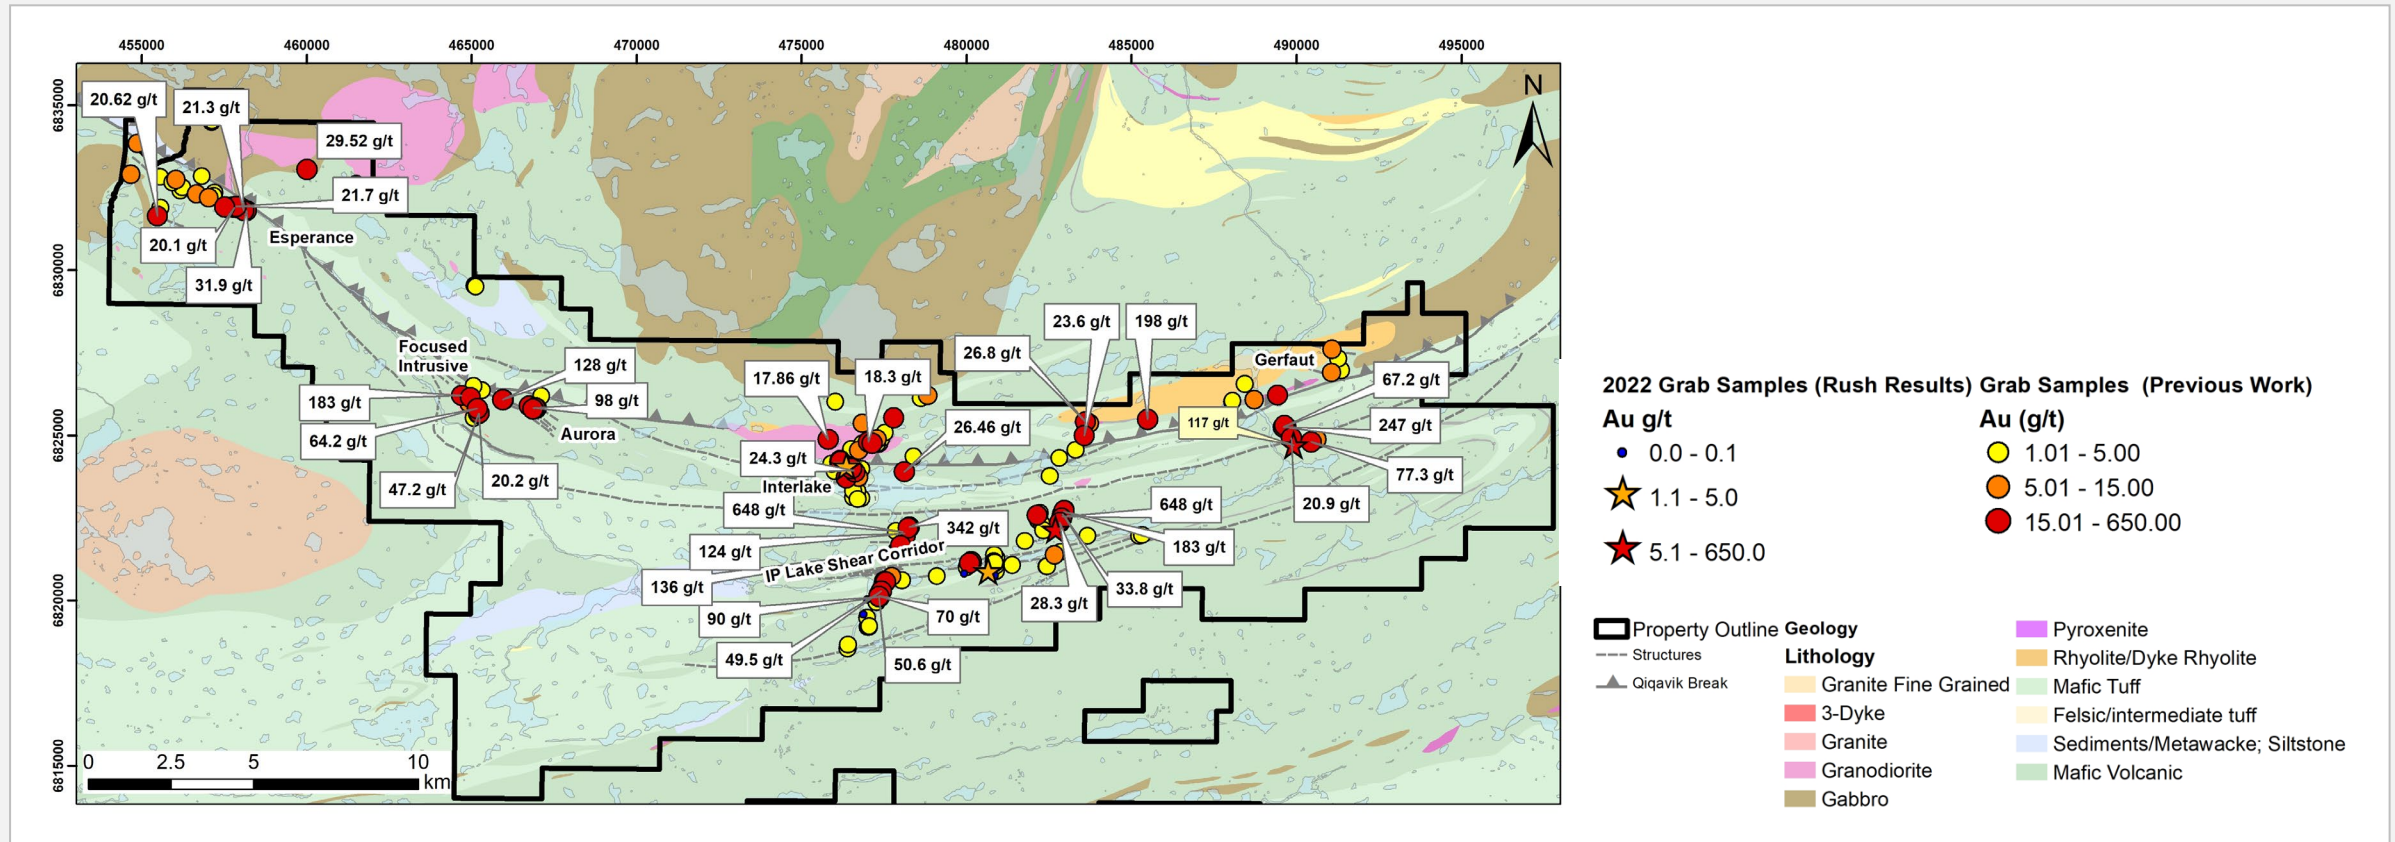 455000 460000 465000 470000 475000 480000 485000 490000 495000
6835000
6830000
6825000
6820000
6815000
N
20.62 g/t
21.3 g/t
29.52 g/t
21.7 g/t
20.1 g/t
31.9 g/t
Esperance
Focused
Intrusive
128 g/t
183 g/t
98 g/t
64.2 g/t
Aurora
47.2 g/t
20.2 g/t
17.86 g/t
18.3 g/t
26.8 g/t
23.6 g/t
198 g/t
Gerfaut
67.2 g/t
26.46 g/t
117 g/t
247 g/t
24.3 g/t
77.3 g/t
Interlake
20.9 g/t
648 g/t
342 g/t
648 g/t
124 g/t
183 g/t
IP Lake Shear Corridor
136 g/t
33.8 g/t
28.3 g/t
90 g/t
70 g/t
49.5 g/t
50.6 g/t
0 2.5 5 10
km
2022 Grab Samples (Rush Results)
Au g/t
0.0 - 0.1
1.1 - 5.0
5.1 - 650.0
Grab Samples (Previous Work)
Au (g/t)
1.01 - 5.00
5.01 - 15.00
15.01 - 650.00
Property Outline
Structures
Qiqavik Break
Geology
Lithology
Granite Fine Grained
3-Dyke
Granite
Granodiorite
Gabbro
Pyroxenite
Rhyolite/Dyke Rhyolite
Mafic Tuff
Felsic/intermediate tuff
Sediments/Metawacke; Siltstone
Mafic Volcanic